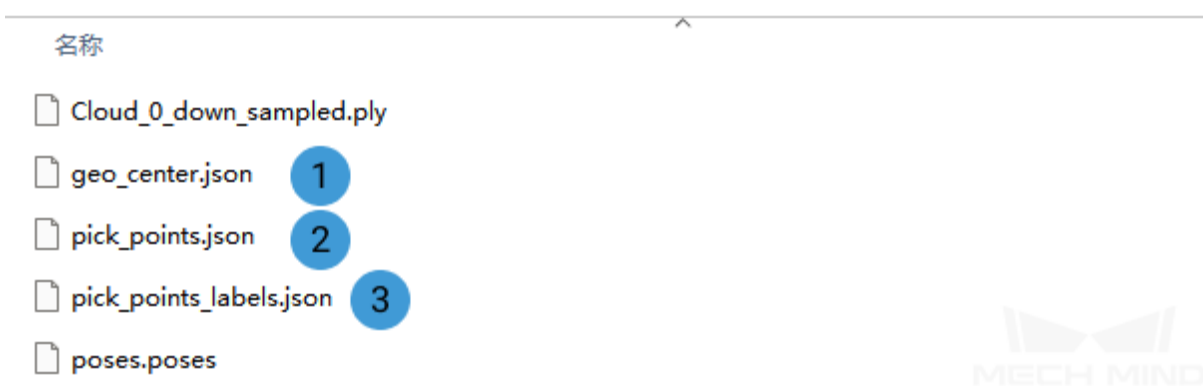 名称
Cloud_0_down_sampled.ply
geo_center.json 1
pick_points.json 2
pick_points_labels.json 3
poses.poses
MECH MIND